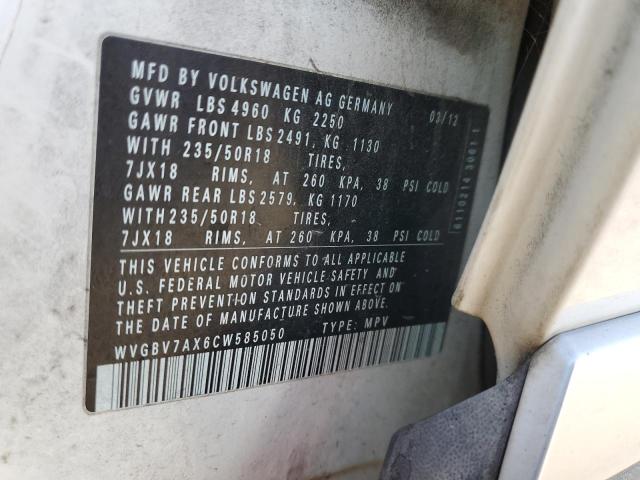 MFD BY VOLKSWAGEN AG GERMANY 03/12
GVWR LBS 4960 KG 2250
GAWR FRONT LBS 2491, KG 1130
WITH 235/50R18 TIRES,
7JX18 RIMS, AT 260 KPA, 38 PSI COLD
GAWR REAR LBS 2579, KG 1170
WITH 235/50R18 TIRES,
7JX18 RIMS, AT 260 KPA, 38 PSI COLD
THIS VEHICLE CONFORMS TO ALL APPLICABLE
U.S. FEDERAL MOTOR VEHICLE SAFETY AND
THEFT PREVENTION STANDARDS IN EFFECT ON THE
DATE OF MANUFACTURE SHOWN ABOVE.
WVGBV7AX6CW585050 TYPE: MPV
6110214 3061 1